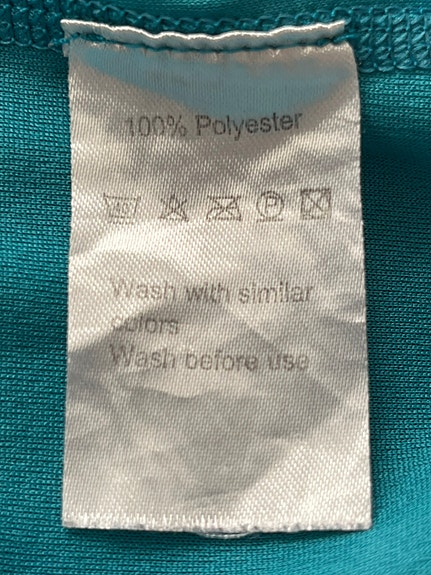 100% Polyester
Wash with similar
colors
Wash before use